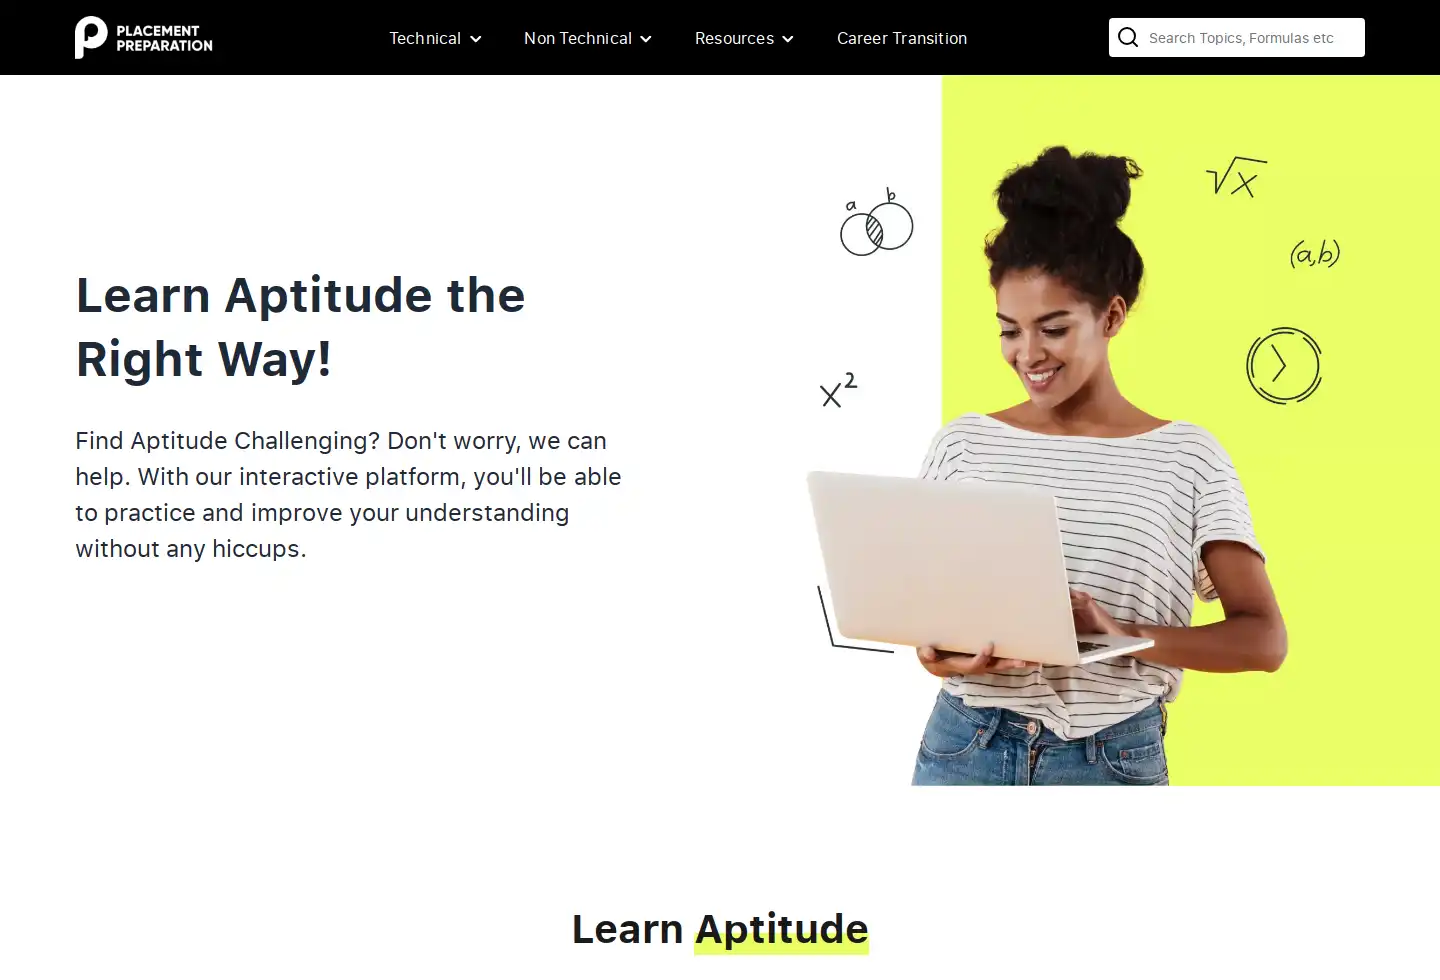 PLACEMENT
PREPARATION
Technical
Non Technical
Resources
Career Transition
Search Topics, Formulas etc
Learn Aptitude the
Right Way!
Find Aptitude Challenging? Don't worry, we can
help. With our interactive platform, you'll be able
to practice and improve your understanding
without any hiccups.
a b
√x
(a,b)
x²
Learn Aptitude